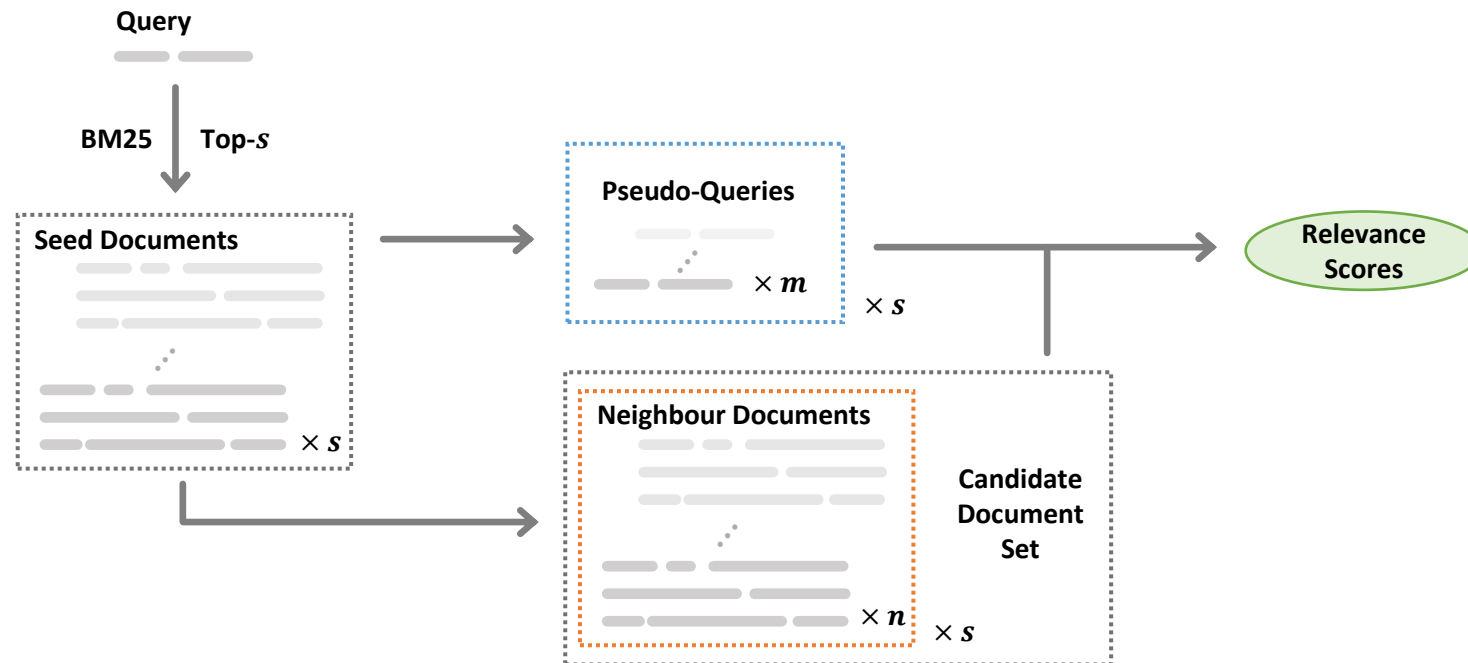 Query
BM25
Top-s
Seed Documents
× s
Pseudo-Queries
× m
× s
Neighbour Documents
× n
× s
Candidate
Document
Set
Relevance
Scores